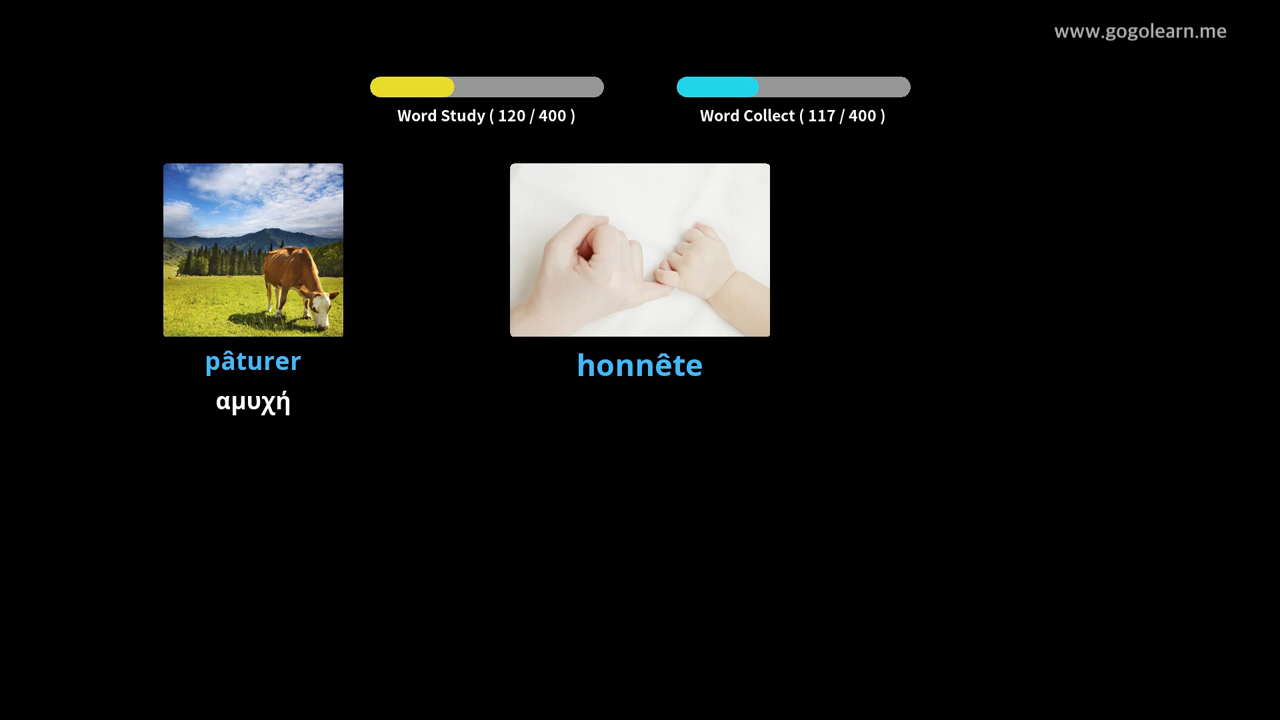 www.gogolearn.me
Word Study ( 120 / 400 )
Word Collect ( 117 / 400 )
pâturer
αμυχή
honnête